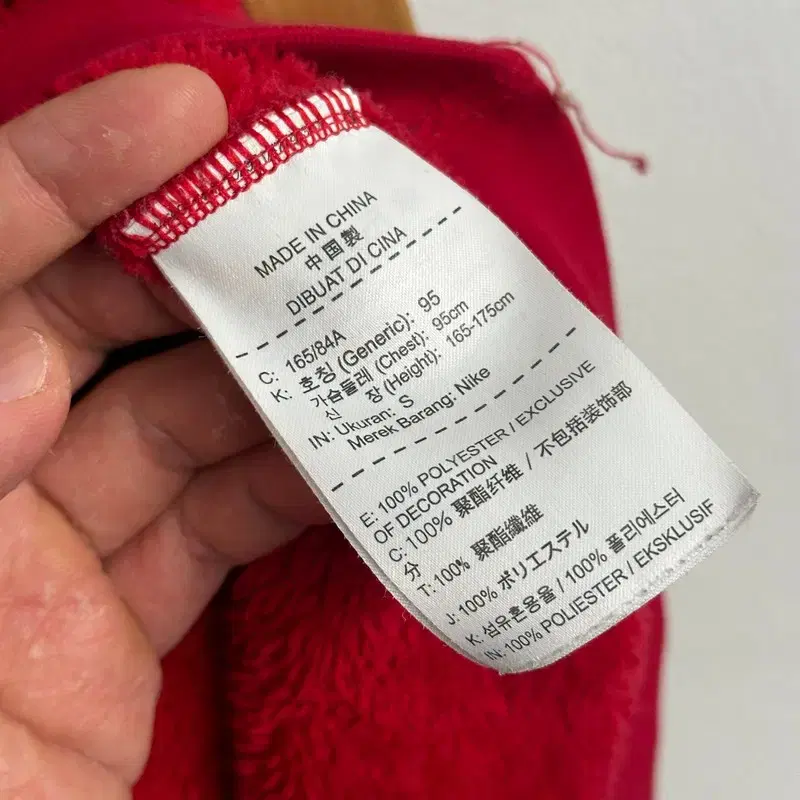 MADE IN CHINA
中国製
DIBUAT DI CINA
C: 165/84A
K: 호칭 (Generic): 95
가슴둘레 (Chest): 95cm
신 장 (Height): 165-175cm
IN: Ukuran: S
Merek Barang: Nike
E: 100% POLYESTER / EXCLUSIVE
OF DECORATION
C: 100% 聚酯纤维 / 不包括装饰部
分
T: 100% 聚酯纖維
J: 100% ポリエステル
K: 섬유혼용율 / 100% 폴리에스터
IN: 100% POLIESTER / EKSKLUSIF